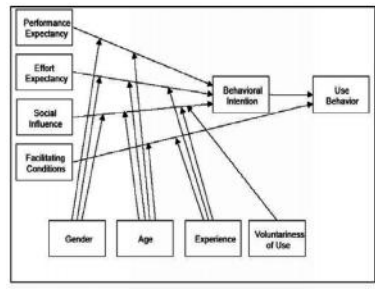 Performance
Expectancy
Effort
Expectancy
Social
Influence
Facilitating
Conditions
Behavioral
Intention
Use
Behavior
Gender
Age
Experience
Voluntariness
of Use